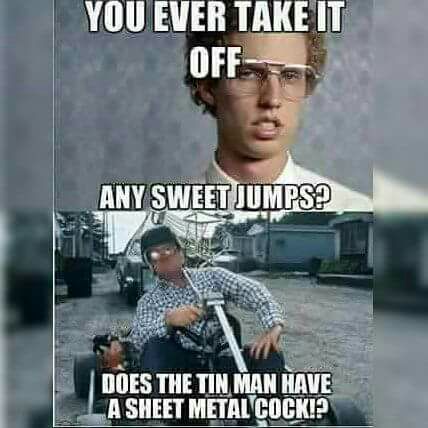 YOU EVER TAKE IT
OFF
ANY SWEET JUMPS?
DOES THE TIN MAN HAVE
A SHEET METAL COCK!?